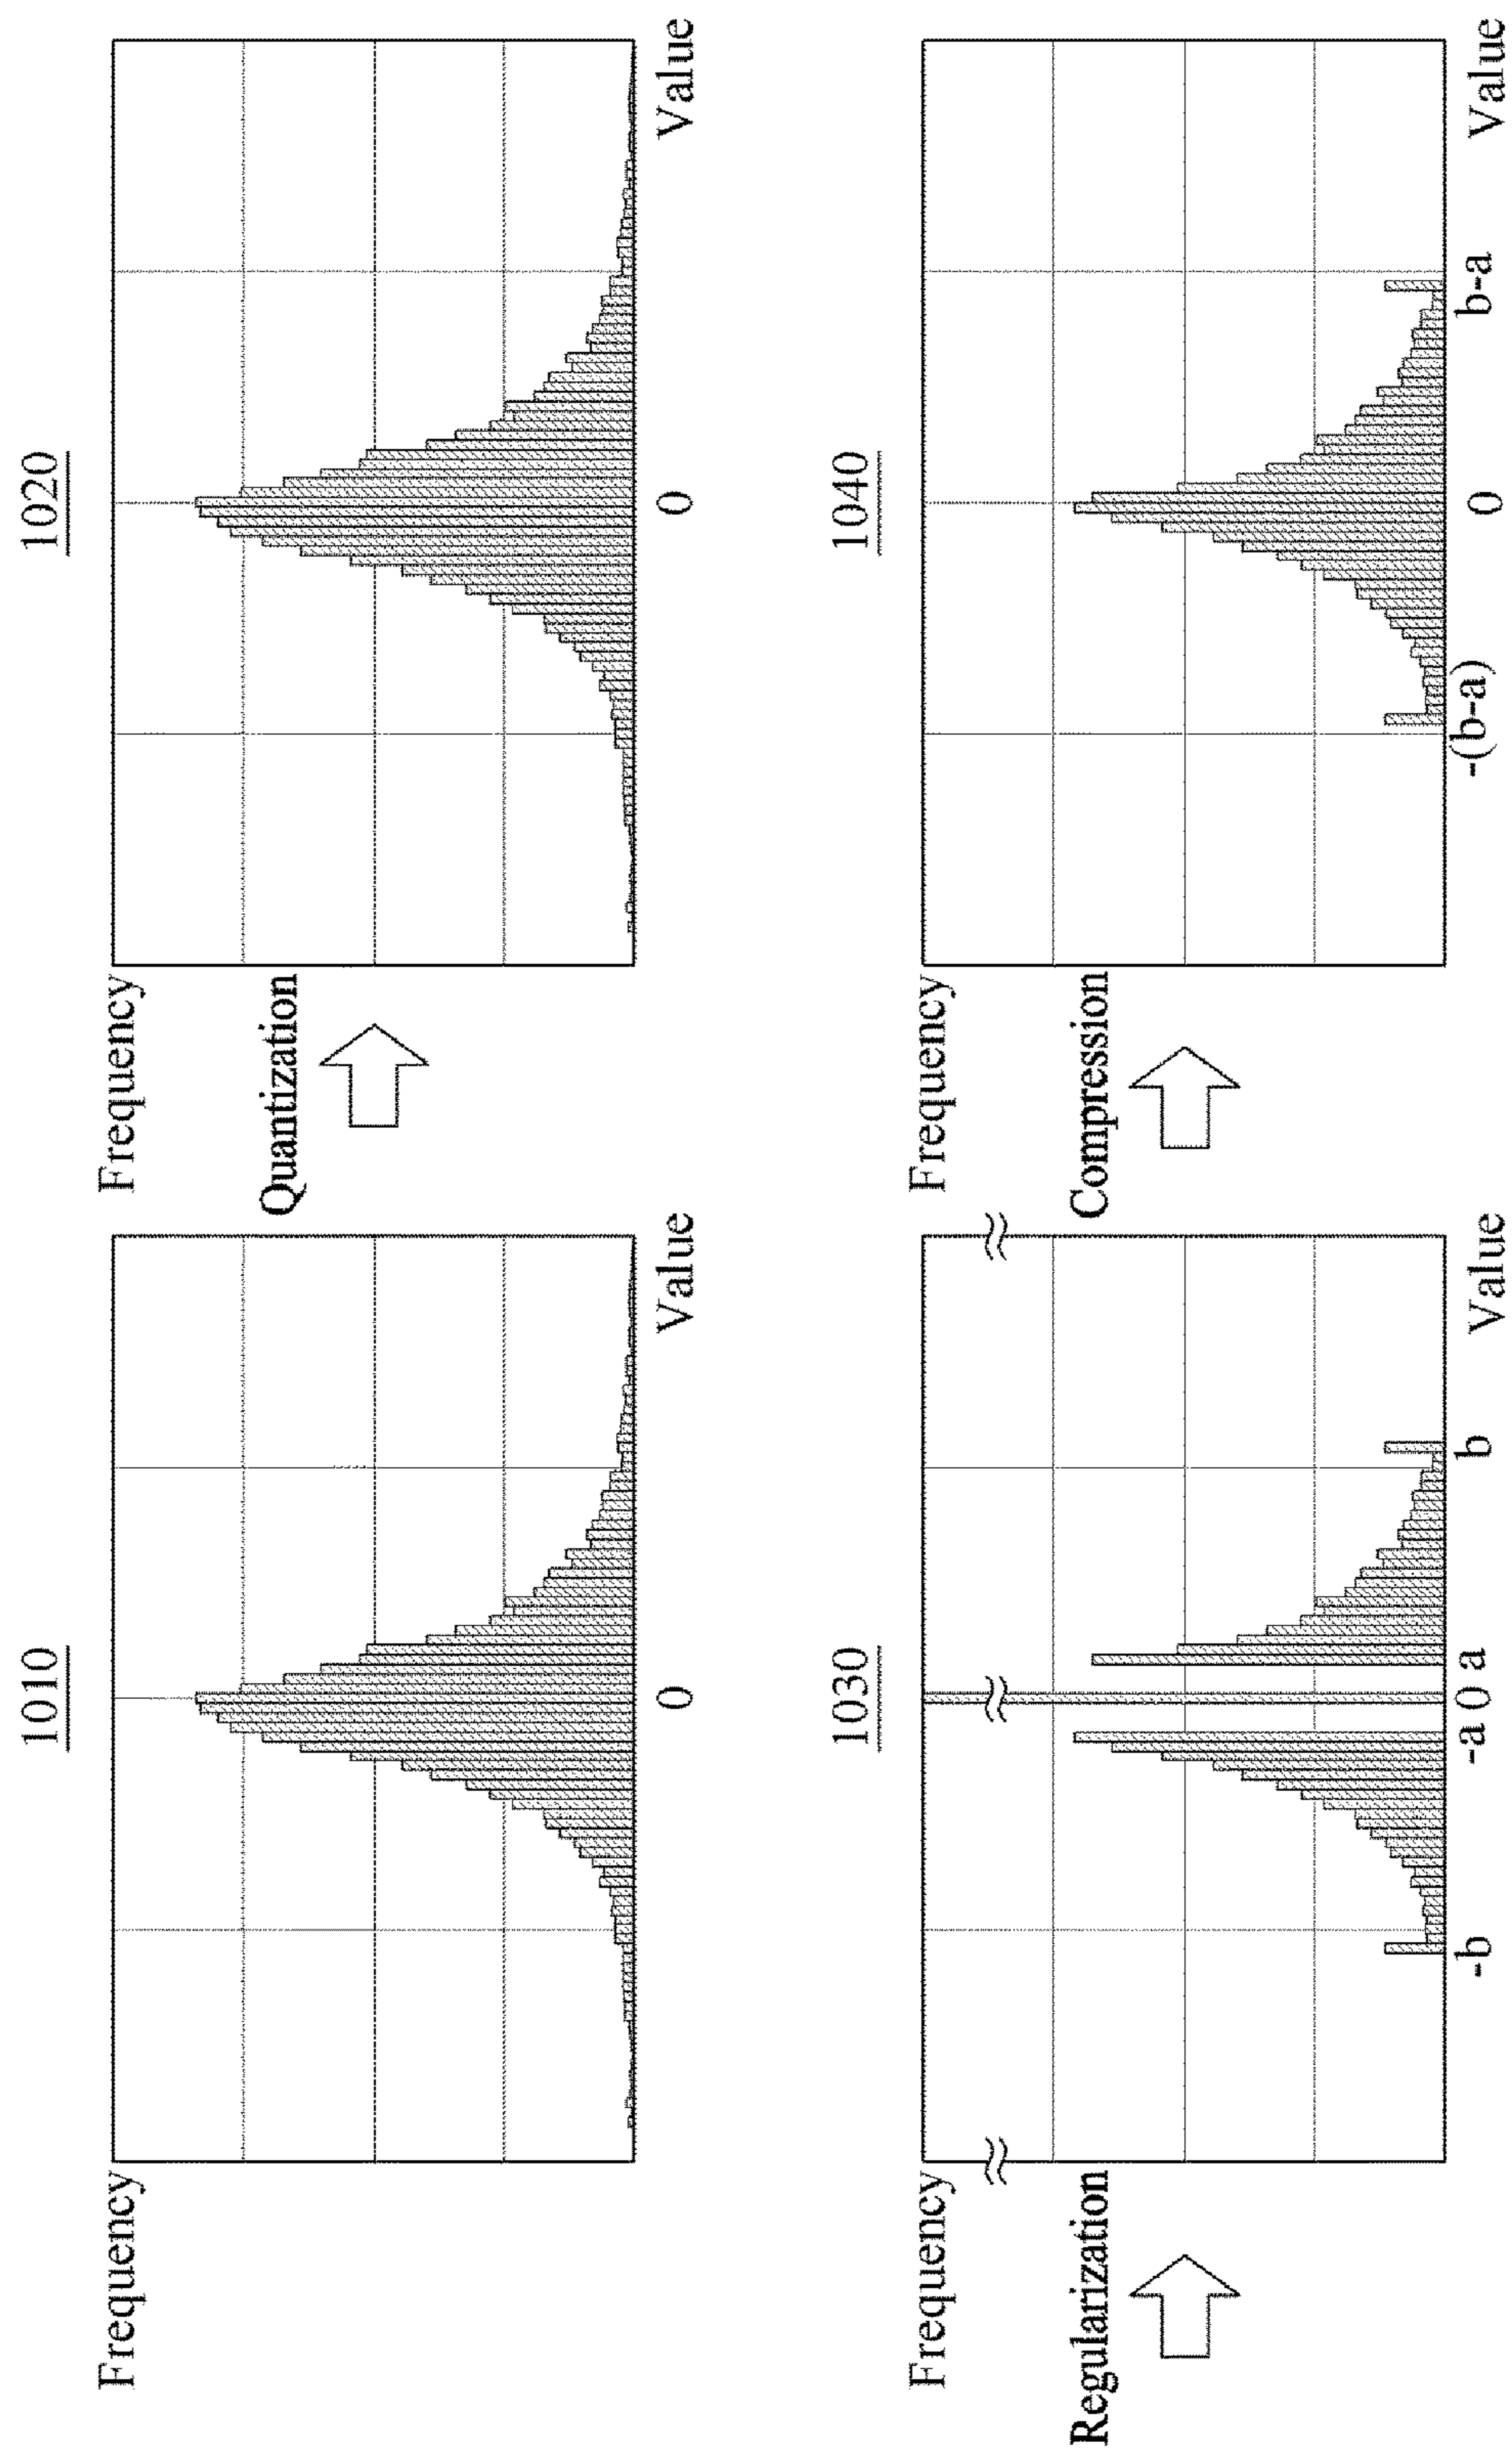 1010
Frequency
0
Value
Quantization
1020
Frequency
0
Value
Regularization
1030
Frequency
-b
-a
0
a
b
Value
Compression
1040
Frequency
-(b-a)
0
b-a
Value